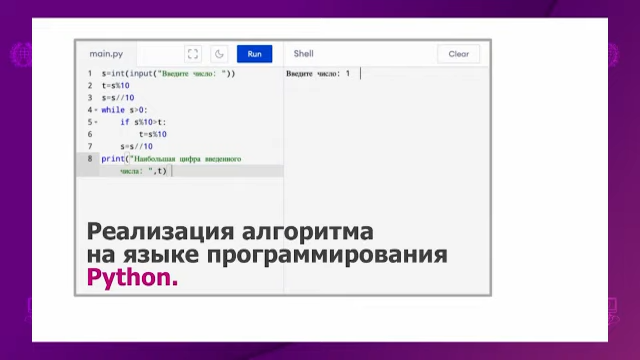 main.py
Run
Shell
Clear
1 s=int(input("Введите число: "))
2 t=s%10
3 s=s//10
4 while s>0:
5 if s%10>t:
6 t=s%10
7 s=s//10
8 print("Наибольшая цифра введенного
числа: ",t)
Введите число: 1
Реализация алгоритма
на языке программирования
Python.